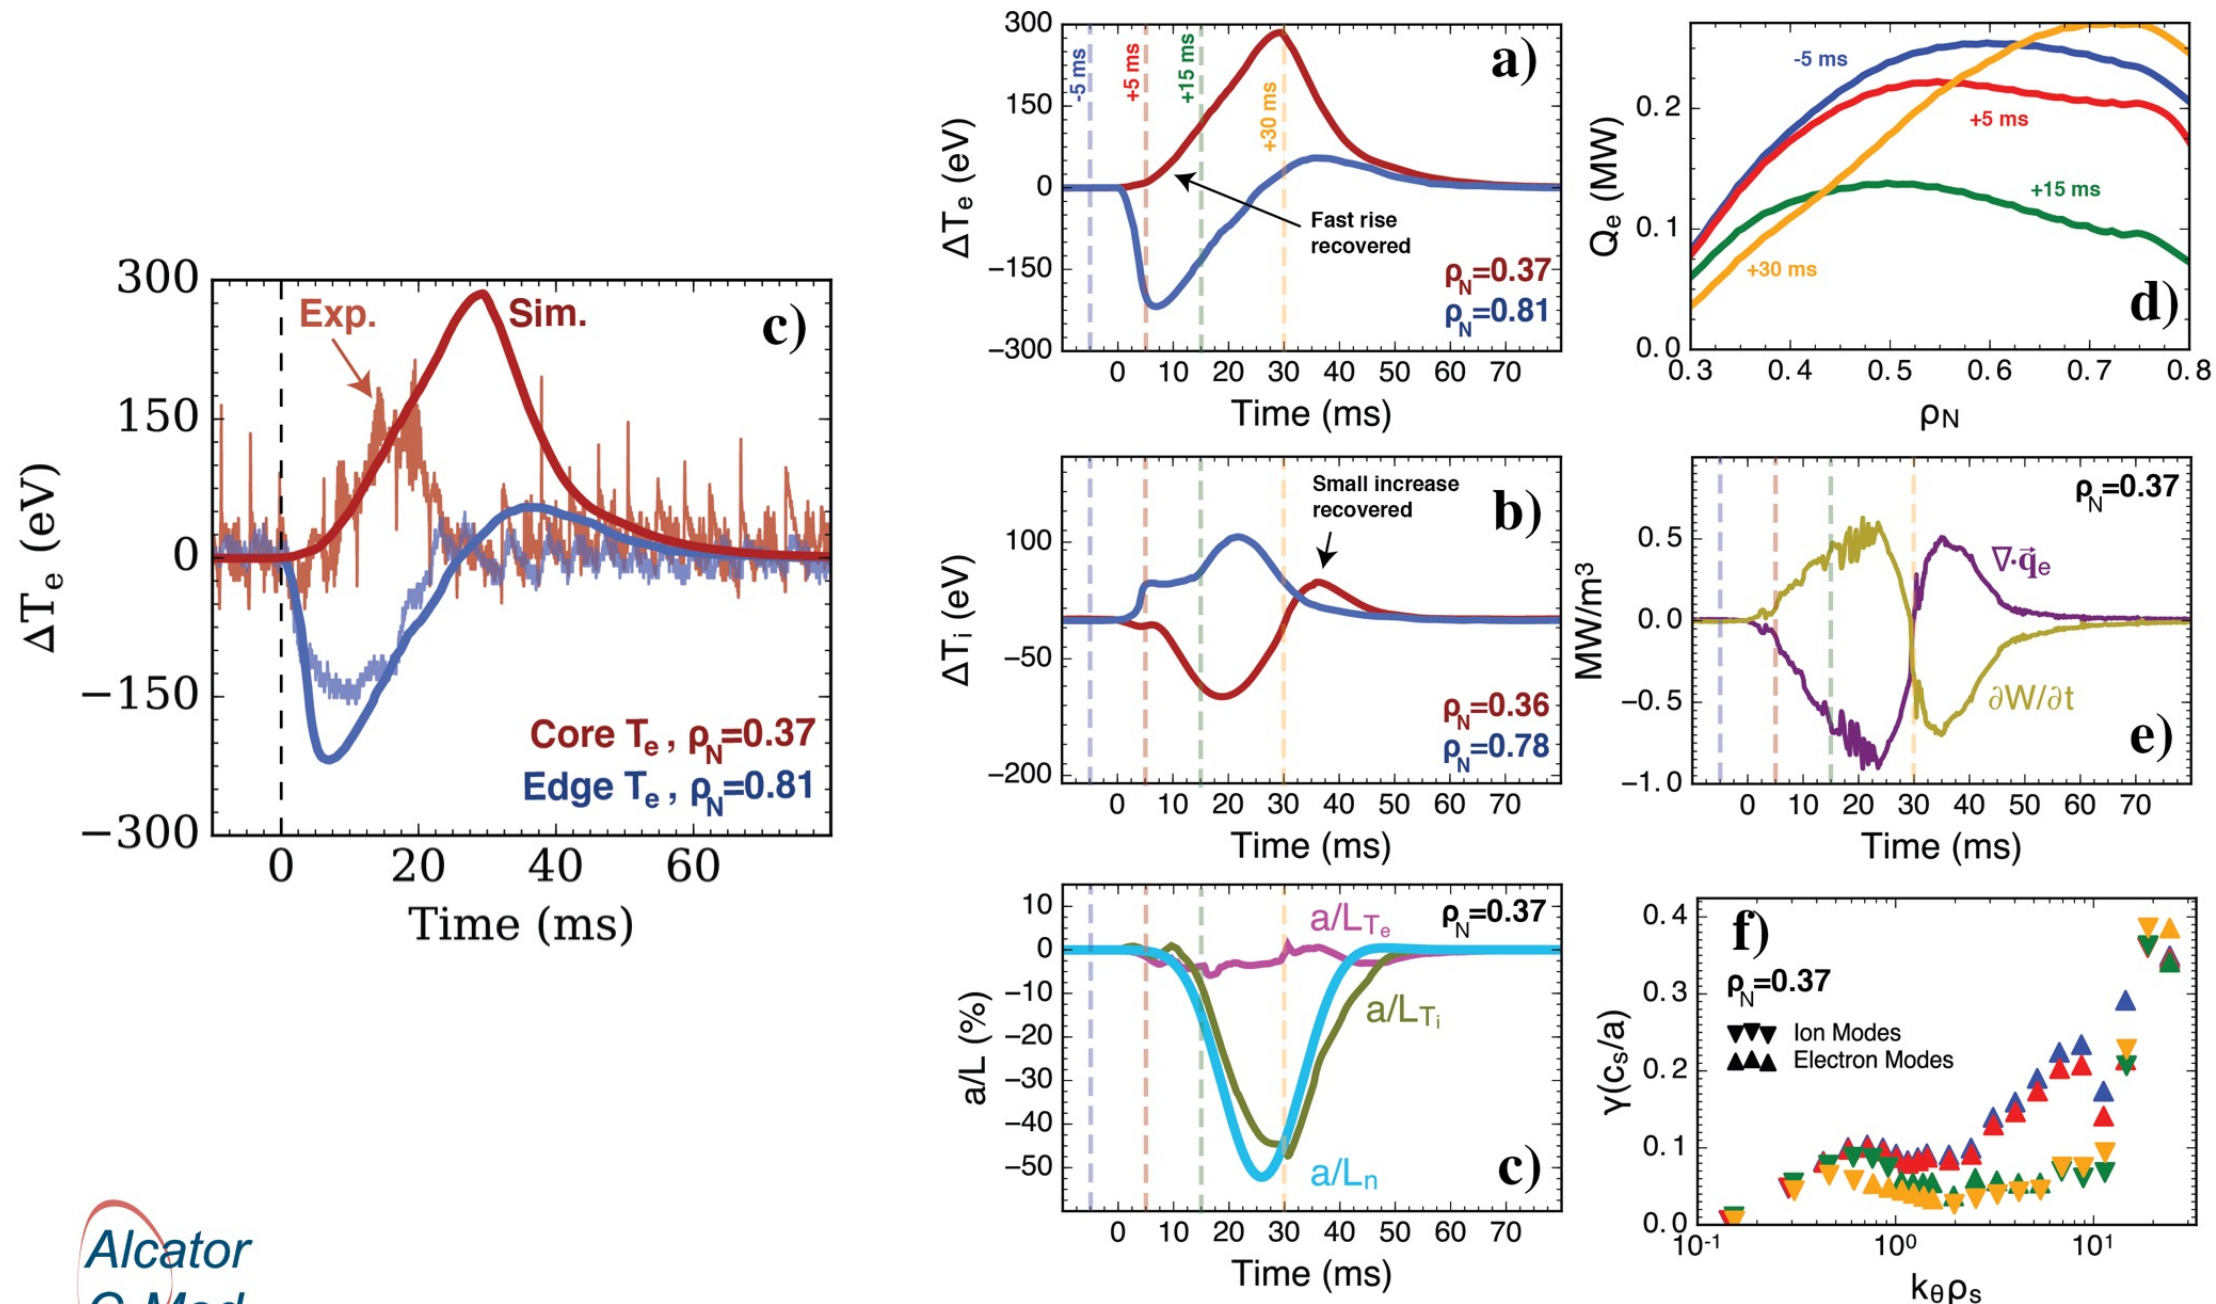 300
150
0
−150
−300
ΔTe (eV)
Exp.
Sim.
c)
Core Te , ρN=0.37
Edge Te , ρN=0.81
0 20 40 60
Time (ms)
300
150
0
−150
−300
ΔTe (eV)
-5 ms
+5 ms
+15 ms
+30 ms
a)
Fast rise
recovered
ρN=0.37
ρN=0.81
0 10 20 30 40 50 60 70
Time (ms)
0.2
0.1
0.0
Qe (MW)
-5 ms
+5 ms
+15 ms
+30 ms
d)
0.3 0.4 0.5 0.6 0.7 0.8
ρN
100
−50
−200
ΔTi (eV)
Small increase
recovered
b)
ρN=0.36
ρN=0.78
0 10 20 30 40 50 60 70
Time (ms)
0.5
0.0
−0.5
−1.0
MW/m³
ρN=0.37
∇·q⃗e
∂W/∂t
e)
0 10 20 30 40 50 60 70
Time (ms)
10
0
−10
−20
−30
−40
−50
a/L (%)
a/LTe
ρN=0.37
a/LTi
a/Ln
c)
0 10 20 30 40 50 60 70
Time (ms)
0.4
0.3
0.2
0.1
0.0
γ(cs/a)
f)
ρN=0.37
▼▼▼ Ion Modes
▲▲▲ Electron Modes
10⁻¹ 10⁰ 10¹
kθρs
Alcator
C-Mod